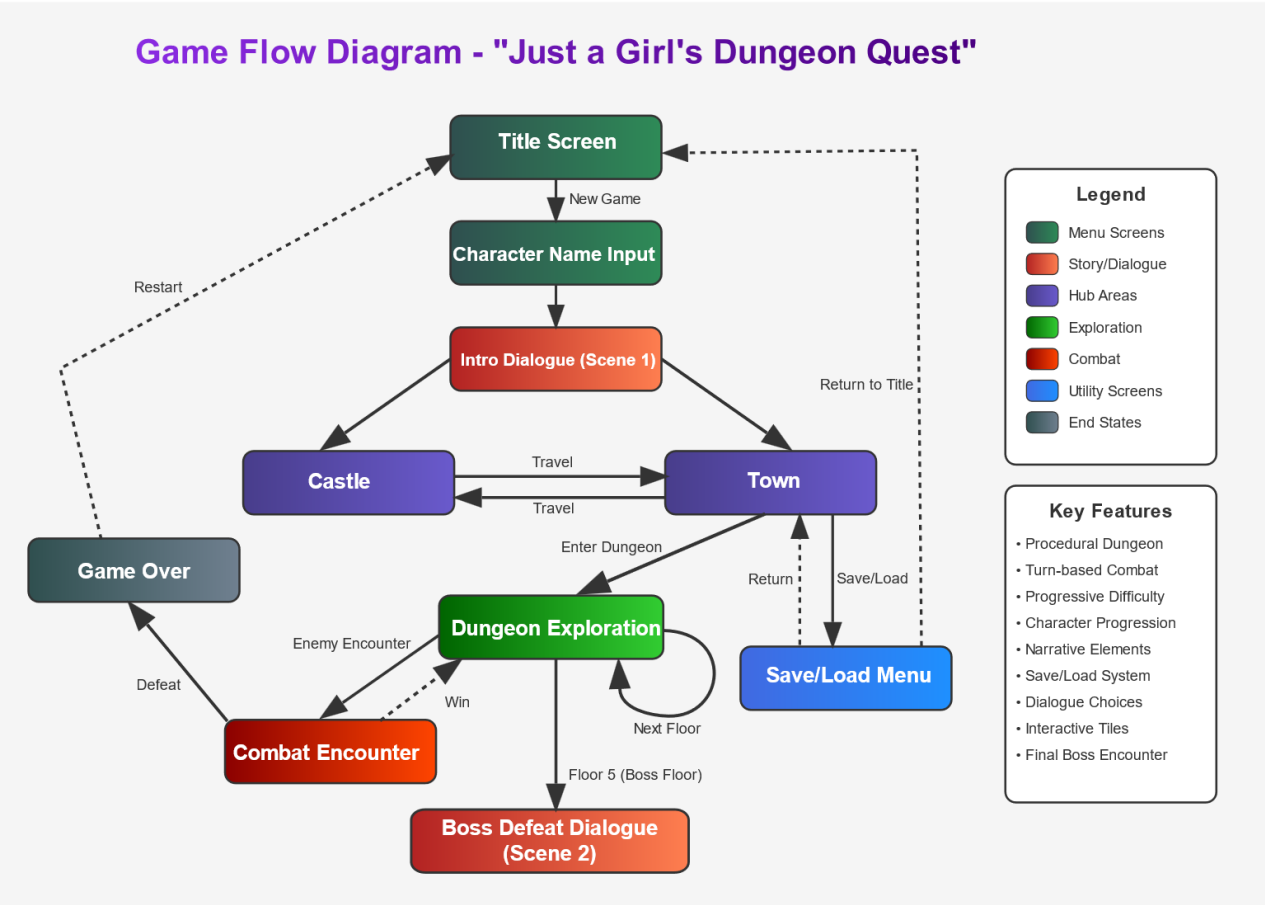 Game Flow Diagram - "Just a Girl's Dungeon Quest"
Title Screen
New Game
Character Name Input
Restart
Intro Dialogue (Scene 1)
Return to Title
Castle
Travel
Travel
Town
Enter Dungeon
Return
Save/Load
Game Over
Dungeon Exploration
Enemy Encounter
Save/Load Menu
Defeat
Win
Next Floor
Combat Encounter
Floor 5 (Boss Floor)
Boss Defeat Dialogue
(Scene 2)
Legend
Menu Screens
Story/Dialogue
Hub Areas
Exploration
Combat
Utility Screens
End States
Key Features
• Procedural Dungeon
• Turn-based Combat
• Progressive Difficulty
• Character Progression
• Narrative Elements
• Save/Load System
• Dialogue Choices
• Interactive Tiles
• Final Boss Encounter